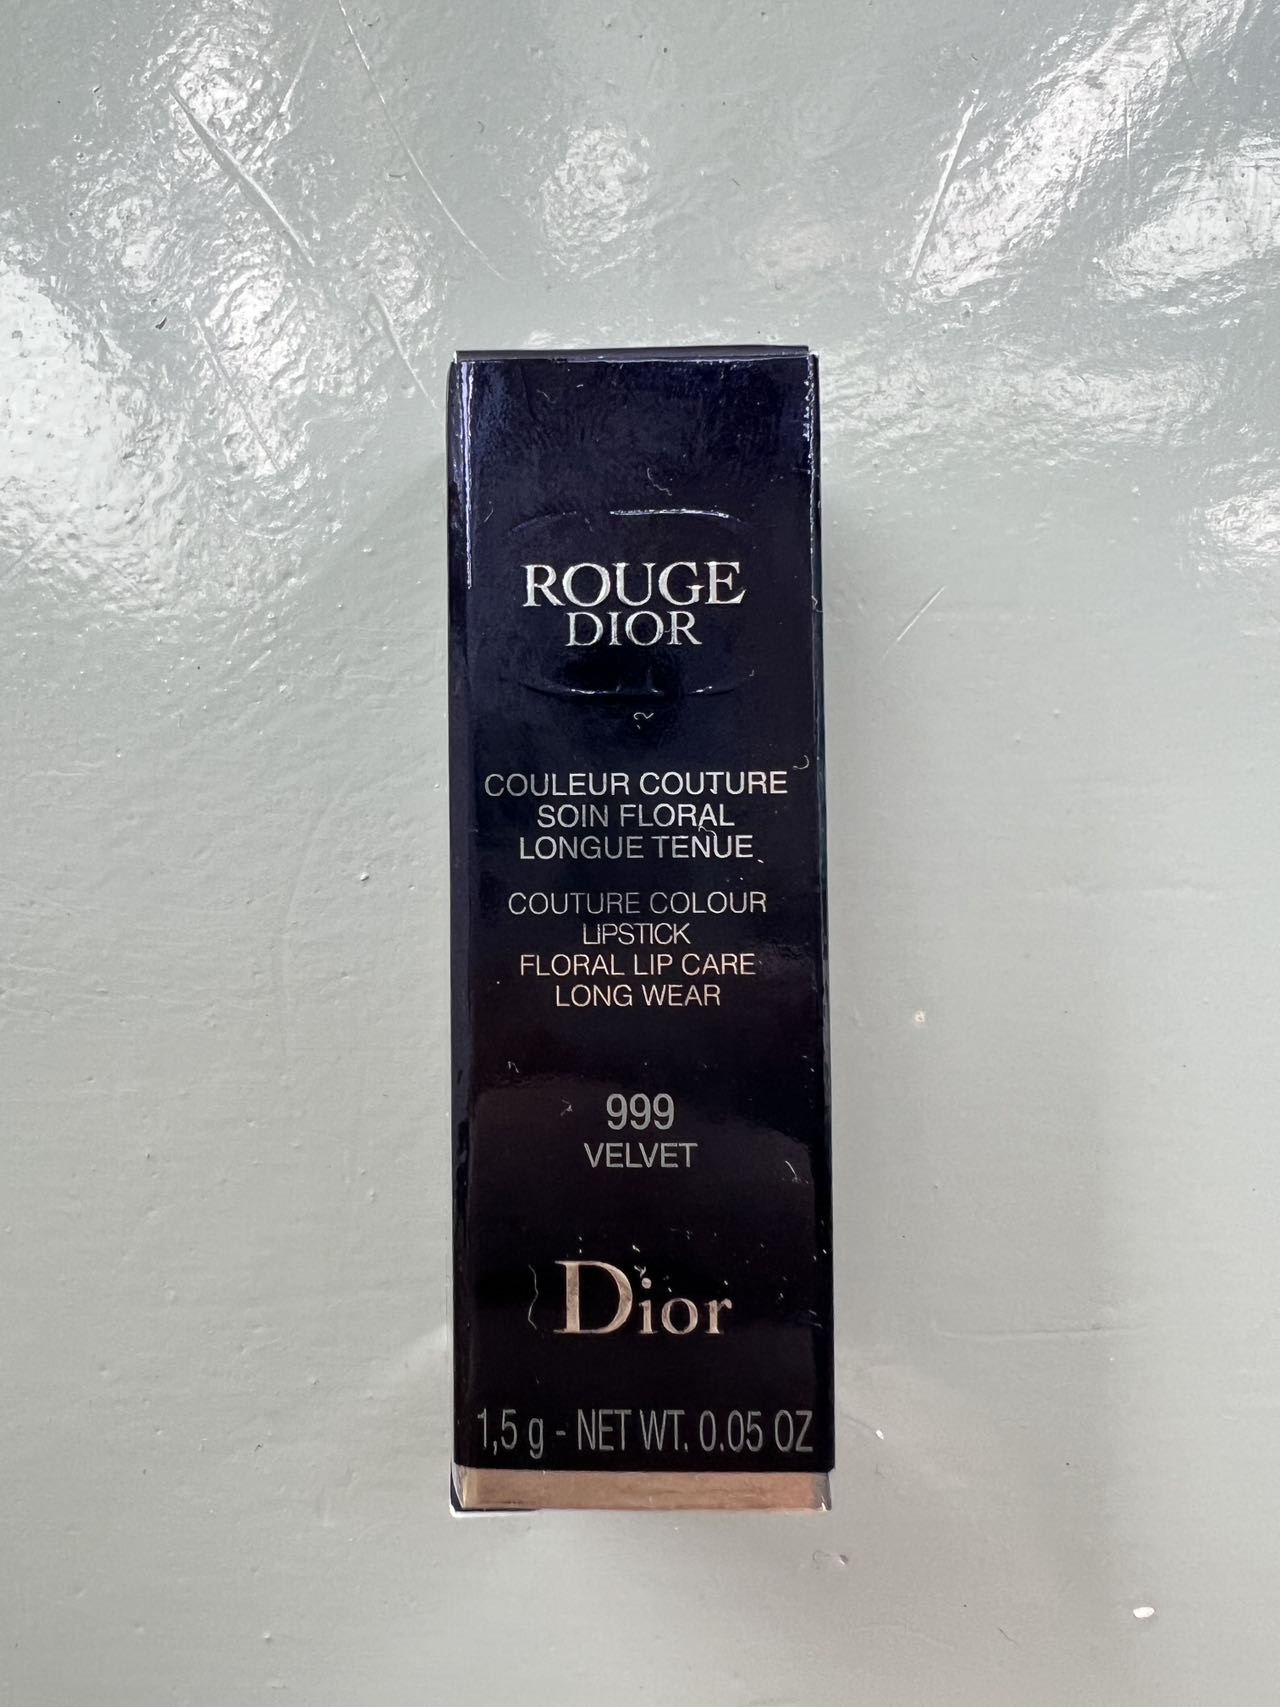 ROUGE
DIOR
COULEUR COUTURE
SOIN FLORAL
LONGUE TENUE
COUTURE COLOUR
LIPSTICK
FLORAL LIP CARE
LONG WEAR
999
VELVET
Dior
1,5 g - NET WT. 0.05 OZ